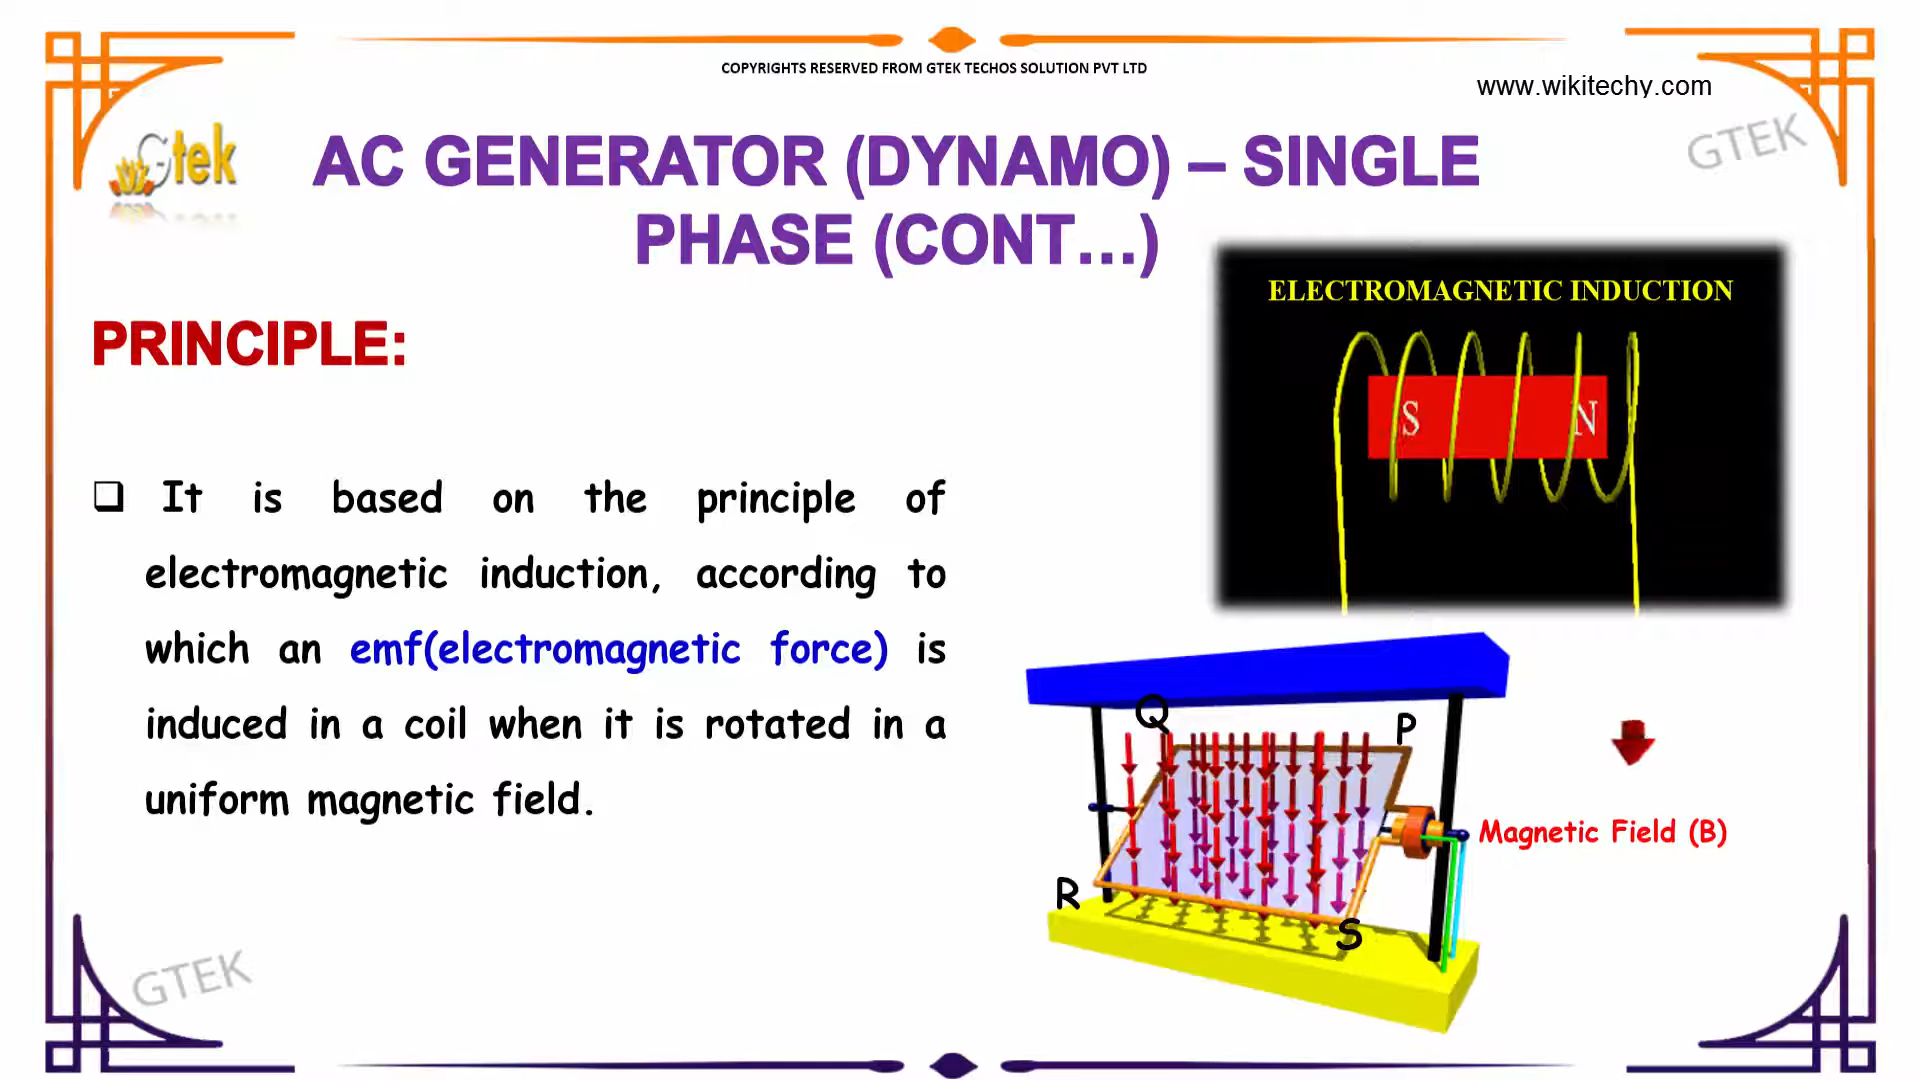 COPYRIGHTS RESERVED FROM GTEK TECHOS SOLUTION PVT LTD
www.wikitechy.com
Gtek
GTEK
AC GENERATOR (DYNAMO) – SINGLE
PHASE (CONT...)
ELECTROMAGNETIC INDUCTION
S N
PRINCIPLE:
❑ It is based on the principle of
electromagnetic induction, according to
which an emf(electromagnetic force) is
induced in a coil when it is rotated in a
uniform magnetic field.
Q P
Magnetic Field (B)
R
S
GTEK